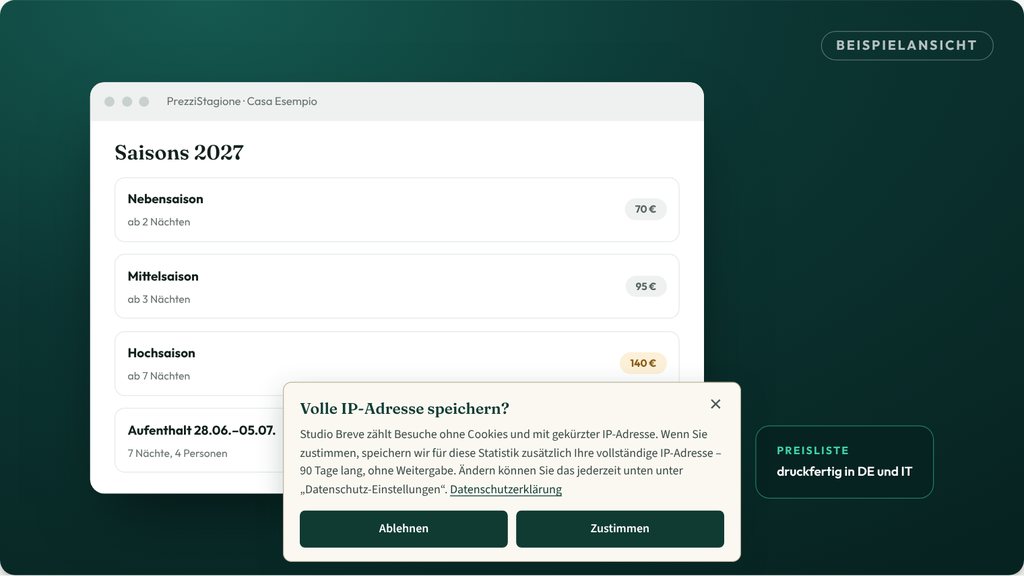 BEISPIELANSICHT
PrezziStagione · Casa Esempio
Saisons 2027
Nebensaison
ab 2 Nächten
70 €
Mittelsaison
ab 3 Nächten
95 €
Hochsaison
ab 7 Nächten
140 €
Aufenthalt 28.06.–05.07.
7 Nächte, 4 Personen
Volle IP-Adresse speichern?
Studio Breve zählt Besuche ohne Cookies und mit gekürzter IP-Adresse. Wenn Sie
zustimmen, speichern wir für diese Statistik zusätzlich Ihre vollständige IP-Adresse –
90 Tage lang, ohne Weitergabe. Ändern können Sie das jederzeit unten unter
„Datenschutz-Einstellungen“. Datenschutzerklärung
Ablehnen
Zustimmen
PREISLISTE
druckfertig in DE und IT